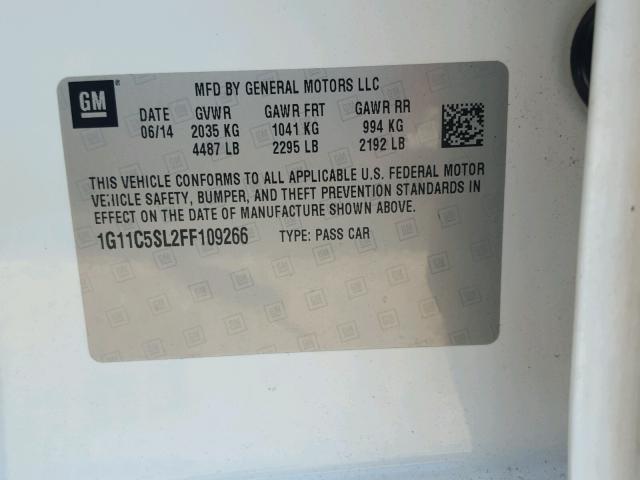 GM
MFD BY GENERAL MOTORS LLC
DATE GVWR GAWR FRT GAWR RR
06/14 2035 KG 1041 KG 994 KG
4487 LB 2295 LB 2192 LB
THIS VEHICLE CONFORMS TO ALL APPLICABLE U.S. FEDERAL MOTOR
VEHICLE SAFETY, BUMPER, AND THEFT PREVENTION STANDARDS IN
EFFECT ON THE DATE OF MANUFACTURE SHOWN ABOVE.
1G11C5SL2FF109266 TYPE: PASS CAR